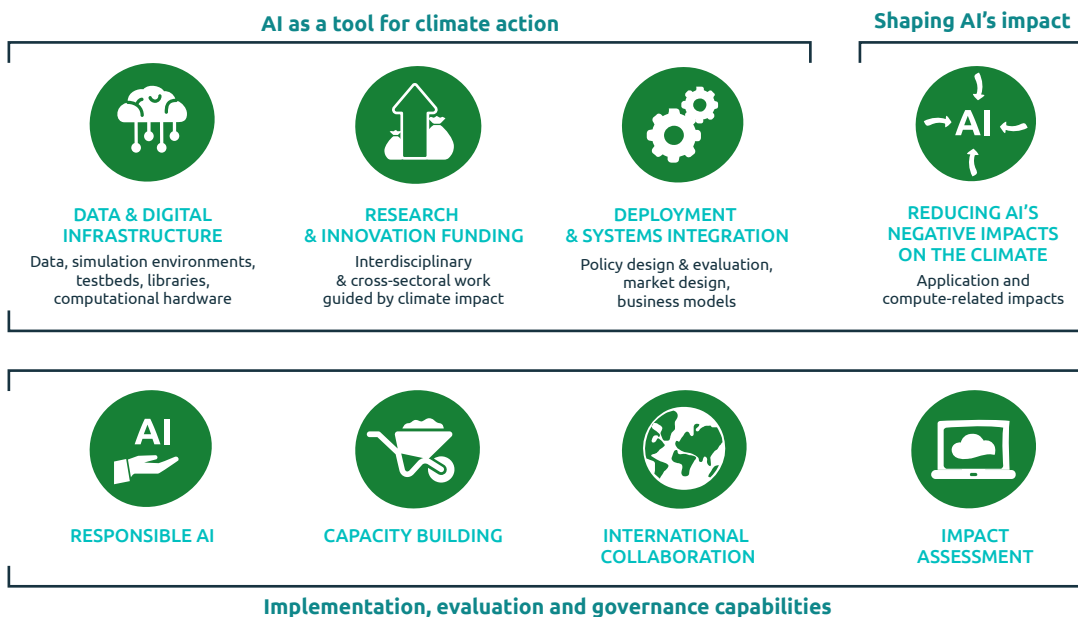 AI as a tool for climate action
Shaping AI's impact
DATA & DIGITAL
INFRASTRUCTURE
Data, simulation environments,
testbeds, libraries,
computational hardware
RESEARCH
& INNOVATION FUNDING
Interdisciplinary
& cross-sectoral work
guided by climate impact
DEPLOYMENT
& SYSTEMS INTEGRATION
Policy design & evaluation,
market design,
business models
AI
REDUCING AI'S
NEGATIVE IMPACTS
ON THE CLIMATE
Application and
compute-related impacts
AI
RESPONSIBLE AI
CAPACITY BUILDING
INTERNATIONAL
COLLABORATION
IMPACT
ASSESSMENT
Implementation, evaluation and governance capabilities